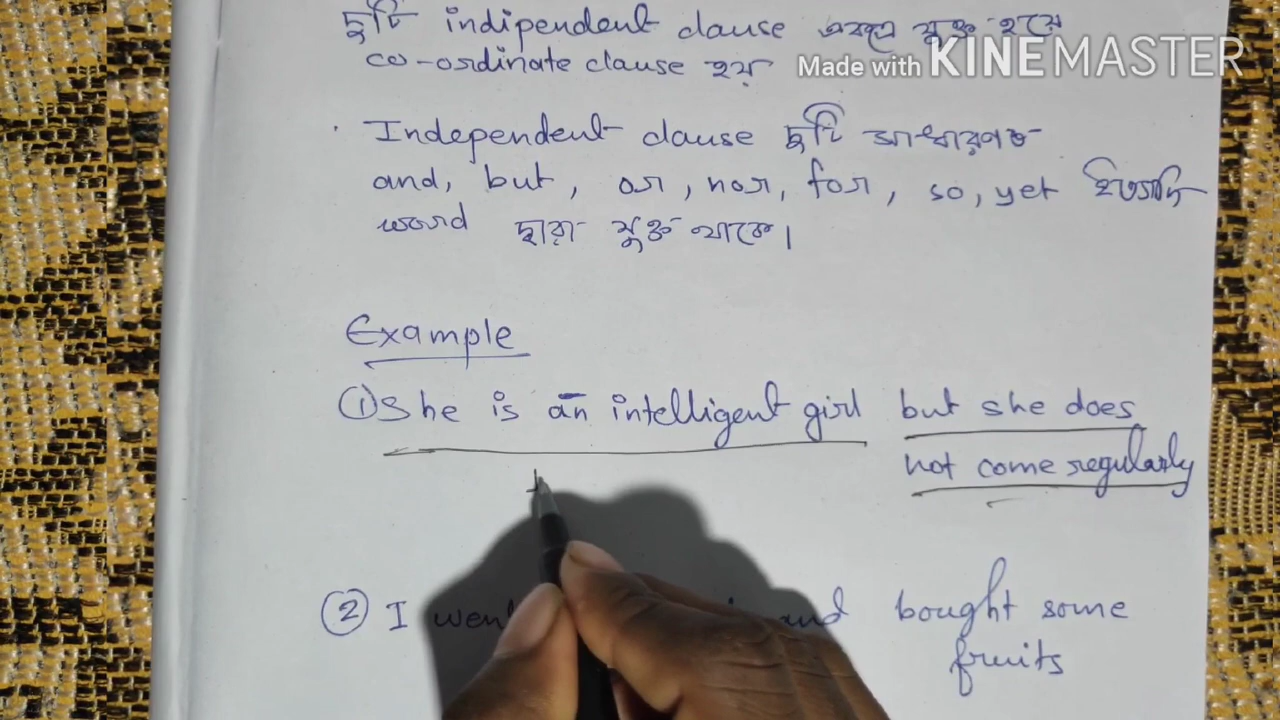 দুটি indipendent clause একত্রে যুক্ত হয়ে
co-ordinate clause হয়
Made with KINEMASTER
Independent clause দুটি সাধারণত
and, but, or, nor, for, so, yet ইত্যাদি
word দ্বারা যুক্ত থাকে।
Example
① She is an intelligent girl but she does
not come regularly
② I went and bought some
fruits